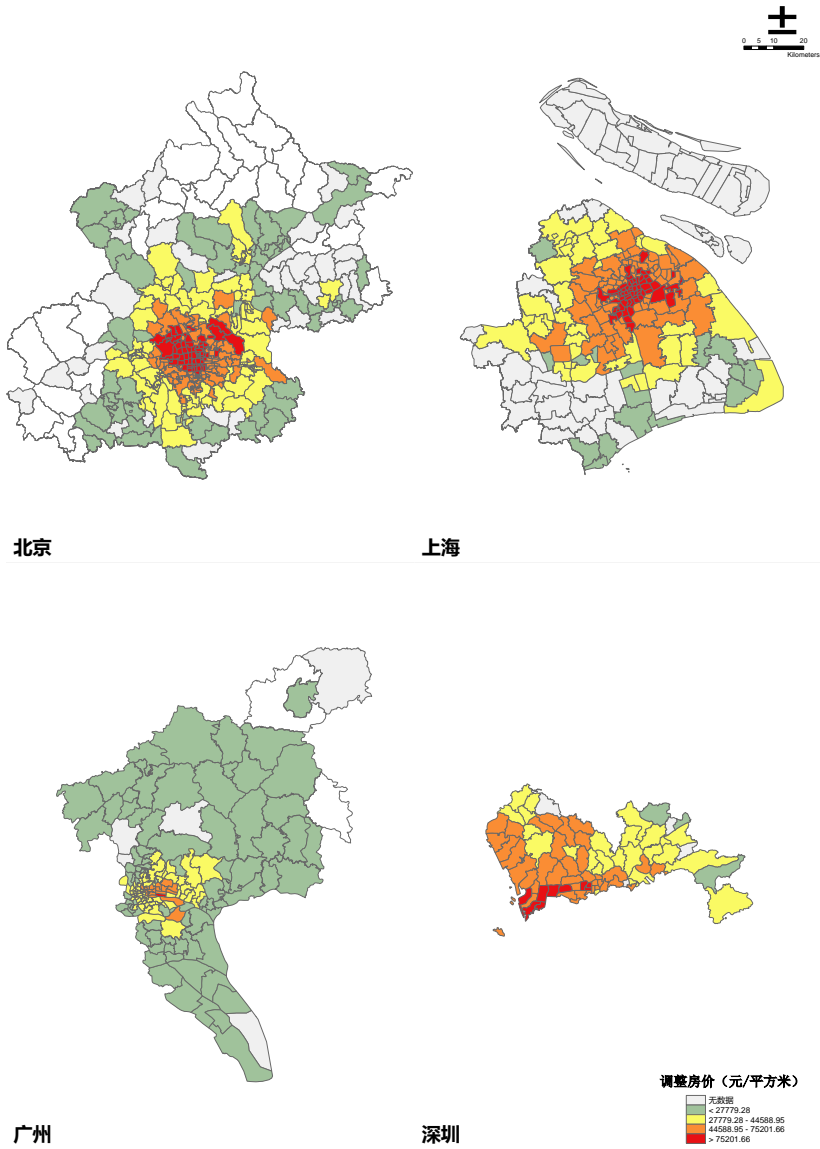 0 5 10 20
Kilometers
北京
上海
广州
深圳
调整房价（元/平方米）
无数据
< 27779.28
27779.28 - 44588.95
44588.95 - 75201.66
> 75201.66